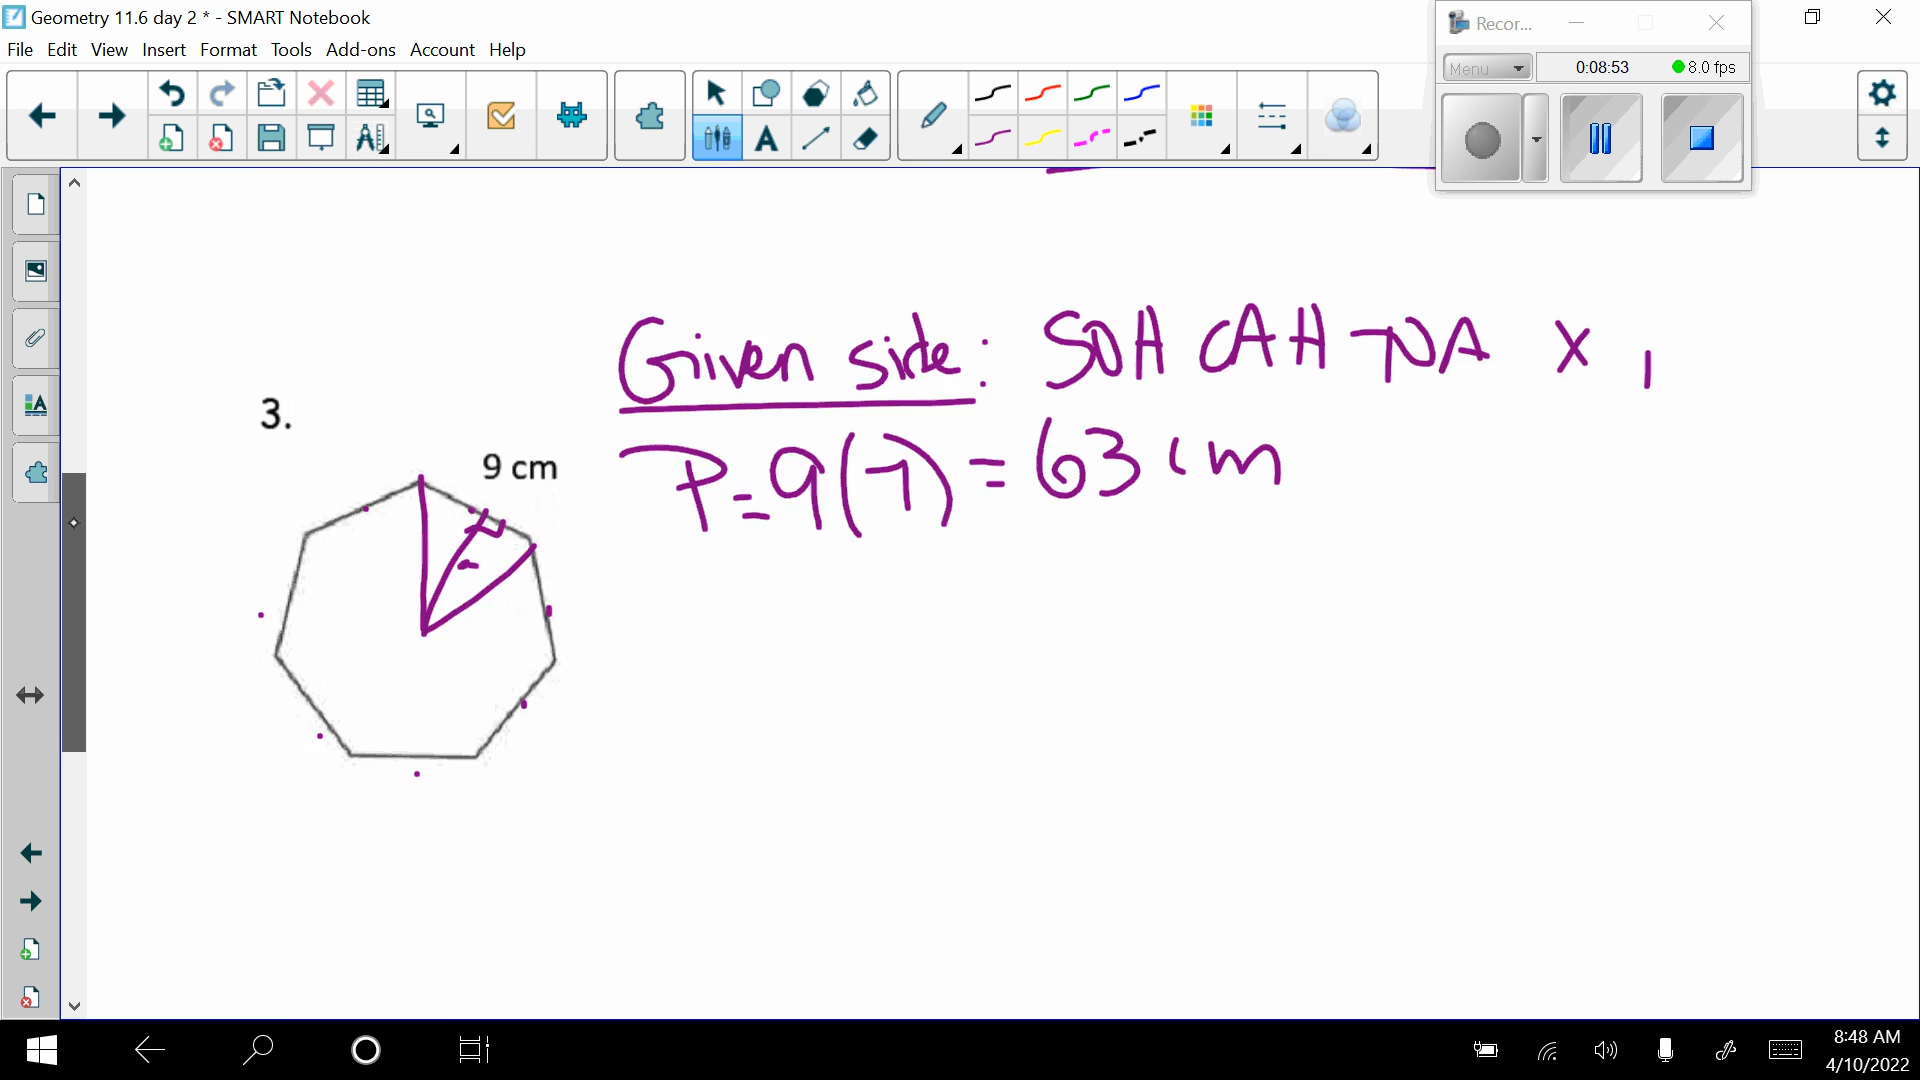 Geometry 11.6 day 2 * - SMART Notebook
File Edit View Insert Format Tools Add-ons Account Help
Recor...
Menu 0:08:53 8.0 fps
Given side: SOH CAH TOA x 1
3.
P = 9(7) = 63 cm
9 cm
a
8:48 AM
4/10/2022